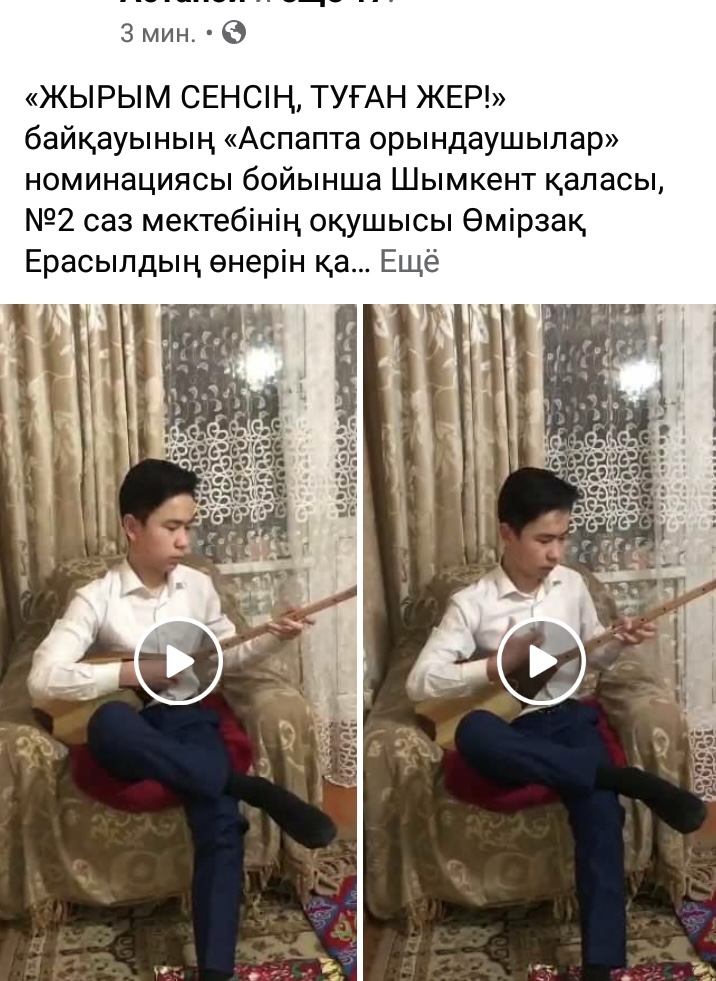 3 мин.
«ЖЫРЫМ СЕНСІҢ, ТУҒАН ЖЕР!»
байқауының «Аспапта орындаушылар»
номинациясы бойынша Шымкент қаласы,
№2 саз мектебінің оқушысы Өмірзақ
Ерасылдың өнерін қа... Ещё